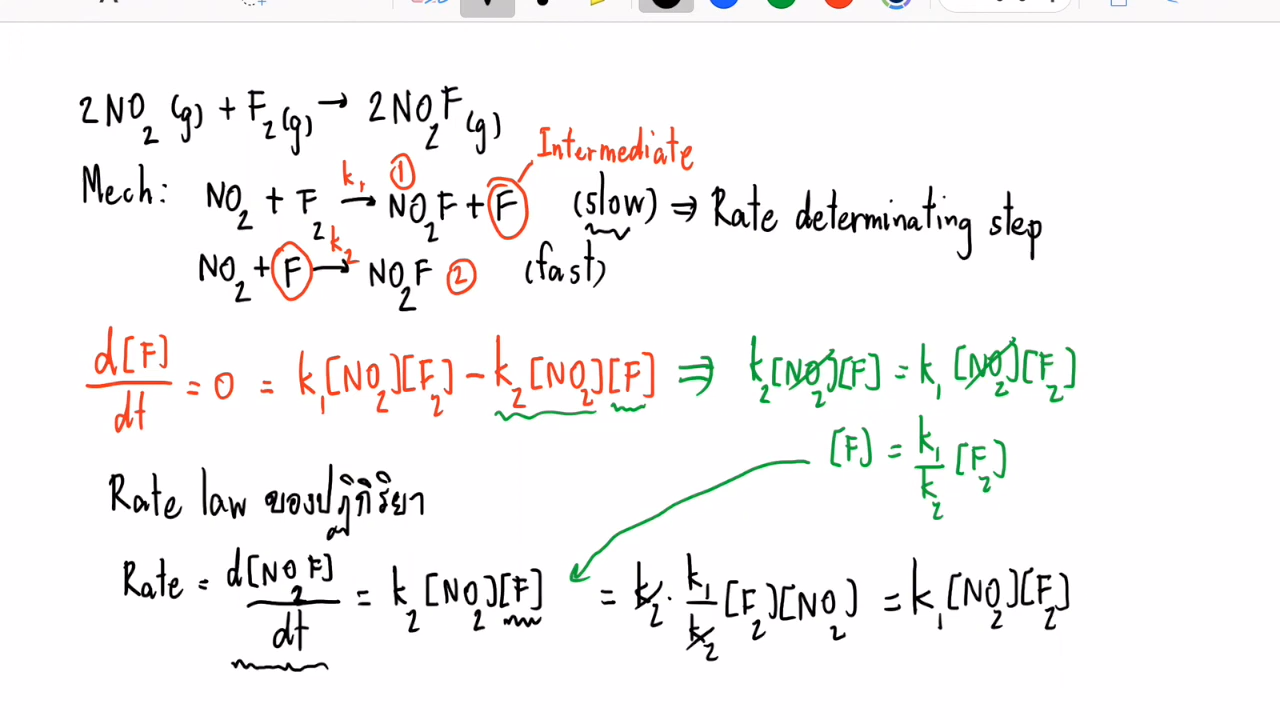 2NO₂(g) + F₂(g) → 2NO₂F(g)
Intermediate
Mech: NO₂ + F₂ →k₁ NO₂F + F ① (slow) ⇒ Rate determinating step
NO₂ + F →k₂ NO₂F ② (fast)
d[F]/dt = 0 = k₁[NO₂][F₂] - k₂[NO₂][F] ⇒ k₂[NO₂][F] = k₁[NO₂][F₂]
[F] = k₁/k₂ [F₂]
Rate law ของปฏิกิริยา
Rate = d[NO₂F]/dt = k₂[NO₂][F] = k₂ · k₁/k₂ [F₂][NO₂] = k₁[NO₂][F₂]